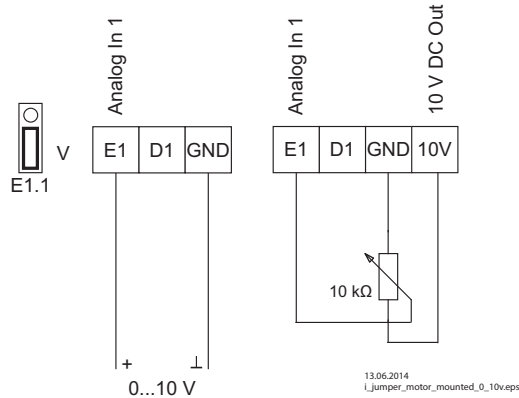 Analog In 1
Analog In 1
10 V DC Out
V
E1.1
E1 D1 GND
E1 D1 GND 10V
10 kΩ
+ ⊥
0...10 V
13.06.2014
i_jumper_motor_mounted_0_10v.eps